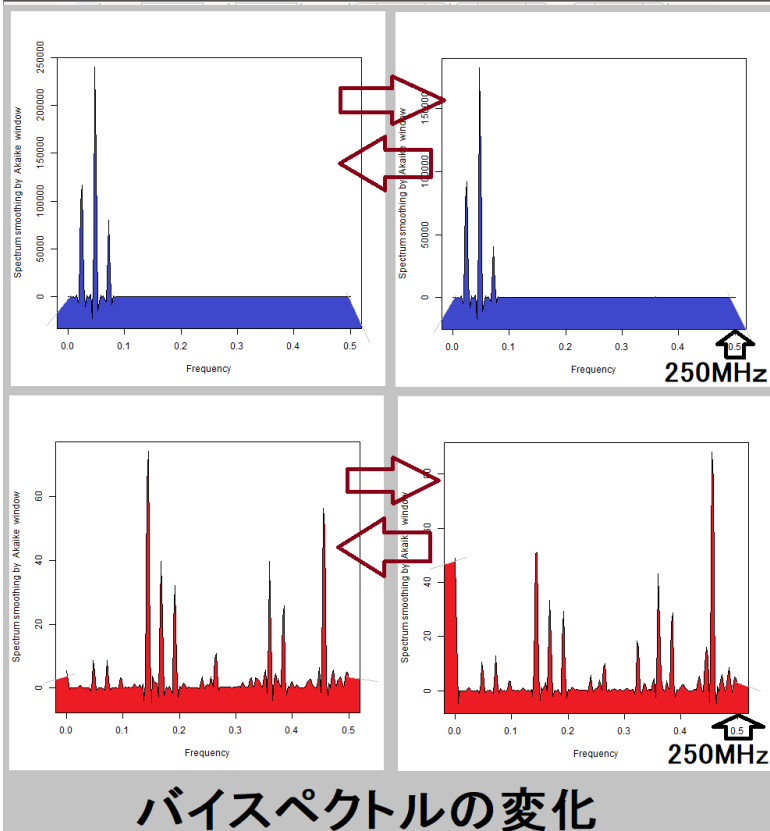 Spectrum smoothing by Akaike window
250000
200000
150000
100000
50000
0
0.0 0.1 0.2 0.3 0.4 0.5
Frequency
Spectrum smoothing by Akaike window
150000
100000
50000
0
0.0 0.1 0.2 0.3 0.4 0.5
Frequency
250MHz
Spectrum smoothing by Akaike window
60
40
20
0
0.0 0.1 0.2 0.3 0.4 0.5
Frequency
Spectrum smoothing by Akaike window
80
60
40
20
0
0.0 0.1 0.2 0.3 0.4 0.5
Frequency
250MHz
バイスペクトルの変化